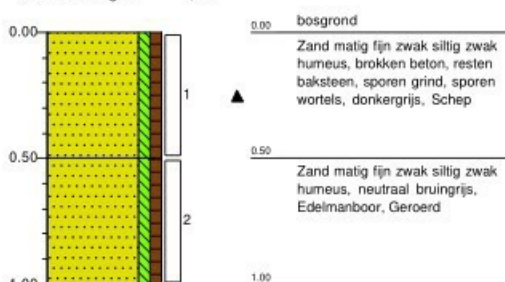 0.00
1
0.50
2
1.00
0.00
bosgrond
Zand matig fijn zwak siltig zwak
humeus, brokken beton, resten
baksteen, sporen grind, sporen
wortels, donkergrijs, Schep
0.50
Zand matig fijn zwak siltig zwak
humeus, neutraal bruingrijs,
Edelmanboor, Geroerd
1.00